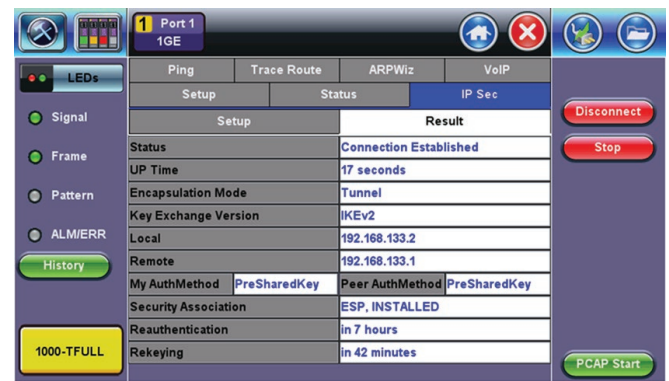 1 Port 1
1GE
LEDs
Signal
Frame
Pattern
ALM/ERR
History
1000-TFULL
Ping Trace Route ARPWiz VoIP
Setup Status IP Sec
Setup Result
Status Connection Established
UP Time 17 seconds
Encapsulation Mode Tunnel
Key Exchange Version IKEv2
Local 192.168.133.2
Remote 192.168.133.1
My AuthMethod PreSharedKey Peer AuthMethod PreSharedKey
Security Association ESP, INSTALLED
Reauthentication in 7 hours
Rekeying in 42 minutes
Disconnect
Stop
PCAP Start